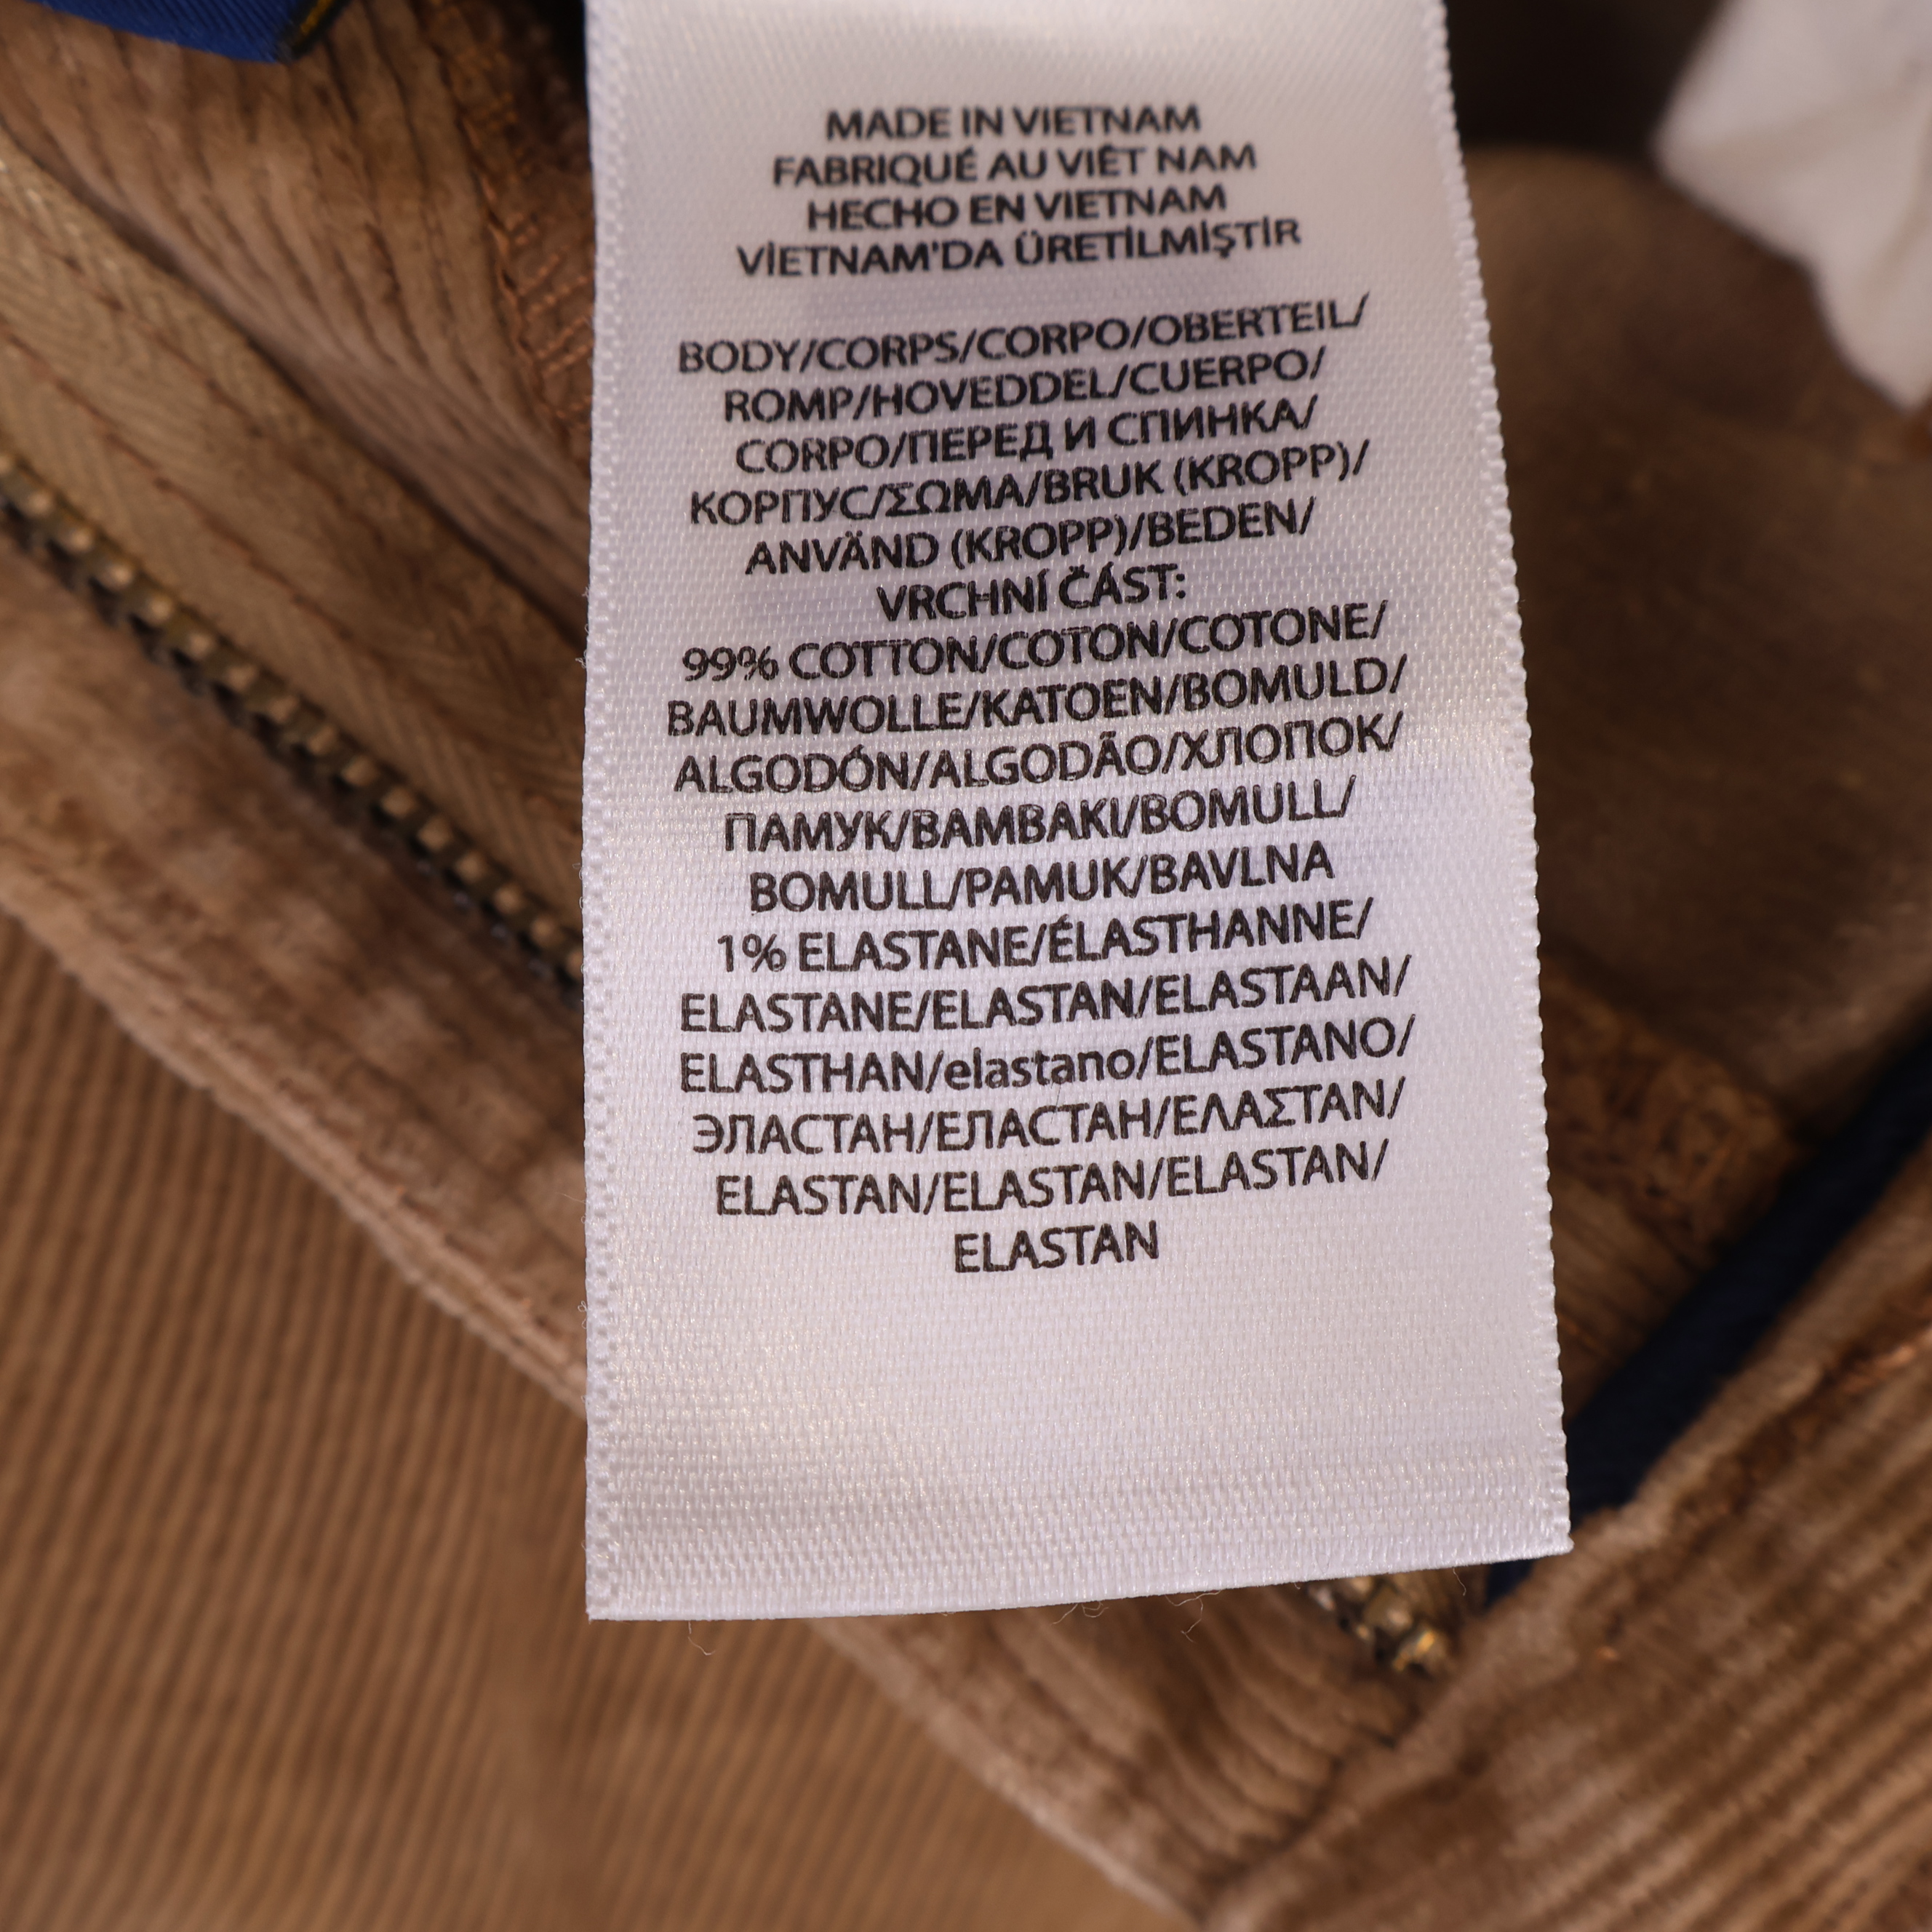 MADE IN VIETNAM
FABRIQUÉ AU VIÊT NAM
HECHO EN VIETNAM
VİETNAM'DA ÜRETİLMİŞTİR
BODY/CORPS/CORPO/OBERTEIL/
ROMP/HOVEDDEL/CUERPO/
CORPO/ПЕРЕД И СПИНКА/
КОРПУС/ΣΩΜΑ/BRUK (KROPP)/
ANVÄND (KROPP)/BEDEN/
VRCHNÍ ČÁST:
99% COTTON/COTON/COTONE/
BAUMWOLLE/KATOEN/BOMULD/
ALGODÓN/ALGODÃO/ХЛОПОК/
ПАМУК/ΒΑΜΒΑΚΙ/BOMULL/
BOMULL/PAMUK/BAVLNA
1% ELASTANE/ÉLASTHANNE/
ELASTANE/ELASTAN/ELASTAAN/
ELASTHAN/elastano/ELASTANO/
ЭЛАСТАН/ЕЛАСТАН/ΕΛΑΣΤΑΝ/
ELASTAN/ELASTAN/ELASTAN/
ELASTAN